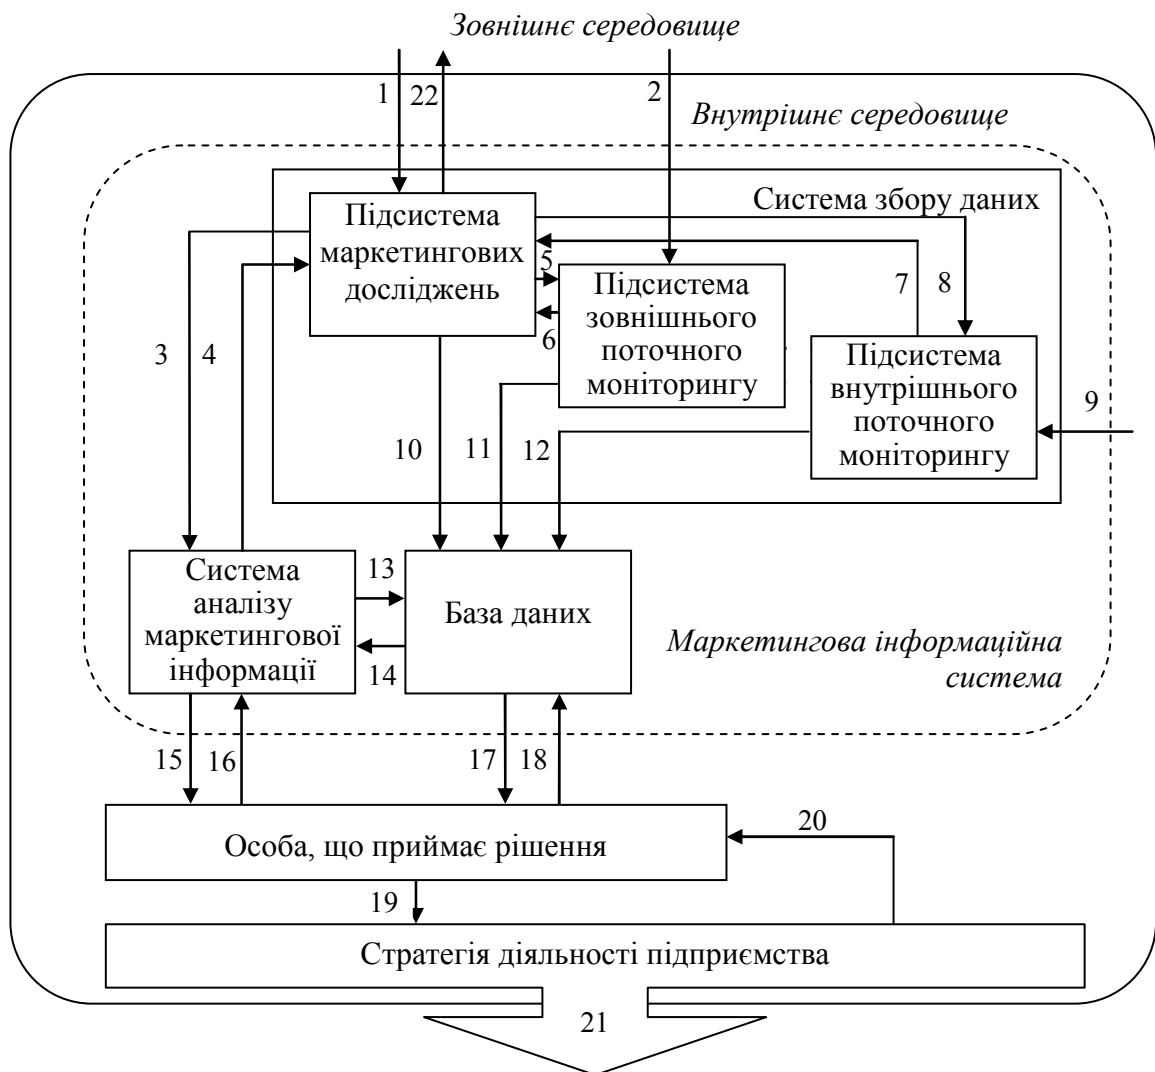 Зовнішнє середовище
1
22
2
Внутрішнє середовище
Система збору даних
Підсистема
маркетингових
досліджень
5
6
Підсистема
зовнішнього
поточного
моніторингу
7
8
Підсистема
внутрішнього
поточного
моніторингу
9
3
4
10
11
12
Система
аналізу
маркетингової
інформації
13
14
База даних
Маркетингова інформаційна
система
15
16
17
18
Особа, що приймає рішення
20
19
Стратегія діяльності підприємства
21